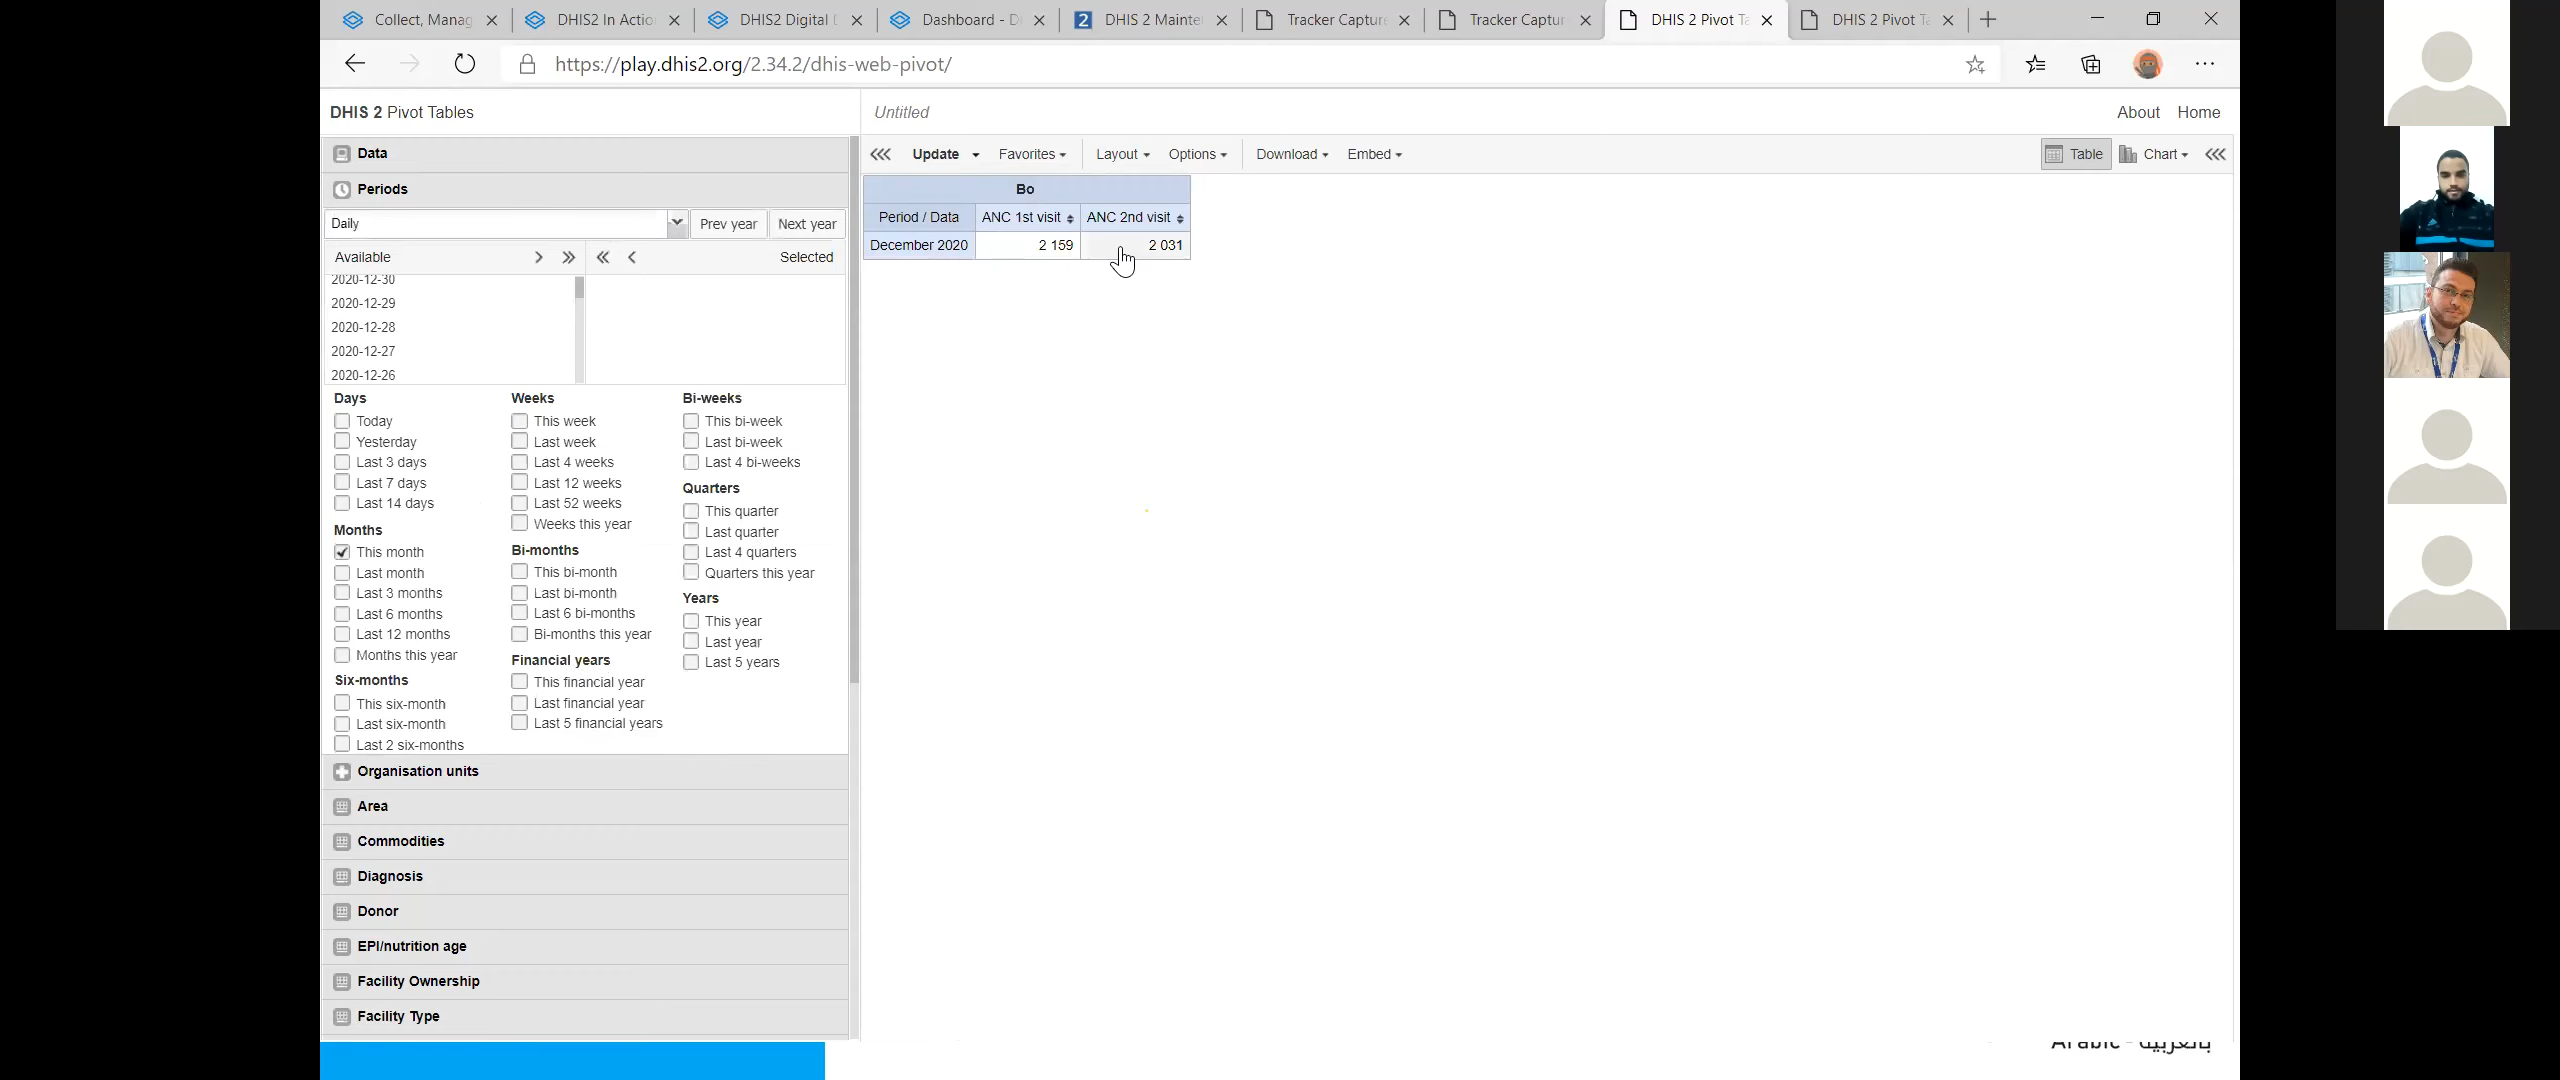 Collect, Manag
DHIS2 In Actio
DHIS2 Digital
Dashboard - D
DHIS 2 Mainte
Tracker Captur
Tracker Captur
DHIS 2 Pivot Ta
DHIS 2 Pivot Ta
https://play.dhis2.org/2.34.2/dhis-web-pivot/
DHIS 2 Pivot Tables
Untitled
About Home
Data
Update Favorites Layout Options Download Embed
Table Chart
Periods
Daily Prev year Next year
Available Selected
2020-12-30
2020-12-29
2020-12-28
2020-12-27
2020-12-26
Bo
Period / Data ANC 1st visit ANC 2nd visit
December 2020 2 159 2 031
Days
Today
Yesterday
Last 3 days
Last 7 days
Last 14 days
Months
This month
Last month
Last 3 months
Last 6 months
Last 12 months
Months this year
Six-months
This six-month
Last six-month
Last 2 six-months
Weeks
This week
Last week
Last 4 weeks
Last 12 weeks
Last 52 weeks
Weeks this year
Bi-months
This bi-month
Last bi-month
Last 6 bi-months
Bi-months this year
Financial years
This financial year
Last financial year
Last 5 financial years
Bi-weeks
This bi-week
Last bi-week
Last 4 bi-weeks
Quarters
This quarter
Last quarter
Last 4 quarters
Quarters this year
Years
This year
Last year
Last 5 years
Organisation units
Area
Commodities
Diagnosis
Donor
EPI/nutrition age
Facility Ownership
Facility Type
Arabic - بالعربية